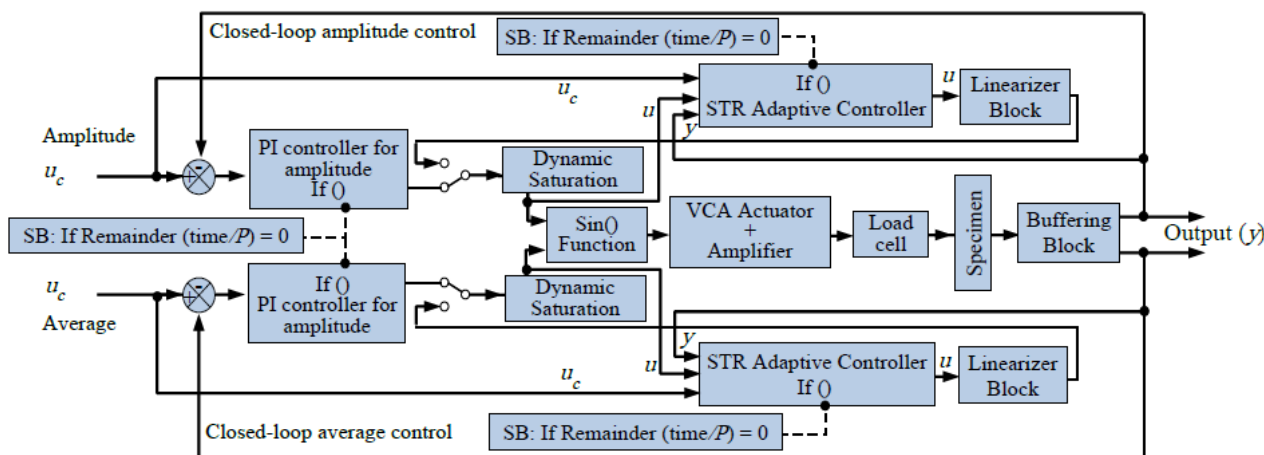 Closed-loop amplitude control
SB: If Remainder (time/P) = 0
u_c
If ()
STR Adaptive Controller
u
y
u
Linearizer
Block
Amplitude
u_c
-
+
PI controller for
amplitude
If ()
Dynamic
Saturation
SB: If Remainder (time/P) = 0
Sin()
Function
VCA Actuator
+
Amplifier
Load
cell
Specimen
Buffering
Block
Output (y)
u_c
Average
-
+
If ()
PI controller for
amplitude
Dynamic
Saturation
y
u
u_c
STR Adaptive Controller
If ()
u
Linearizer
Block
Closed-loop average control
SB: If Remainder (time/P) = 0